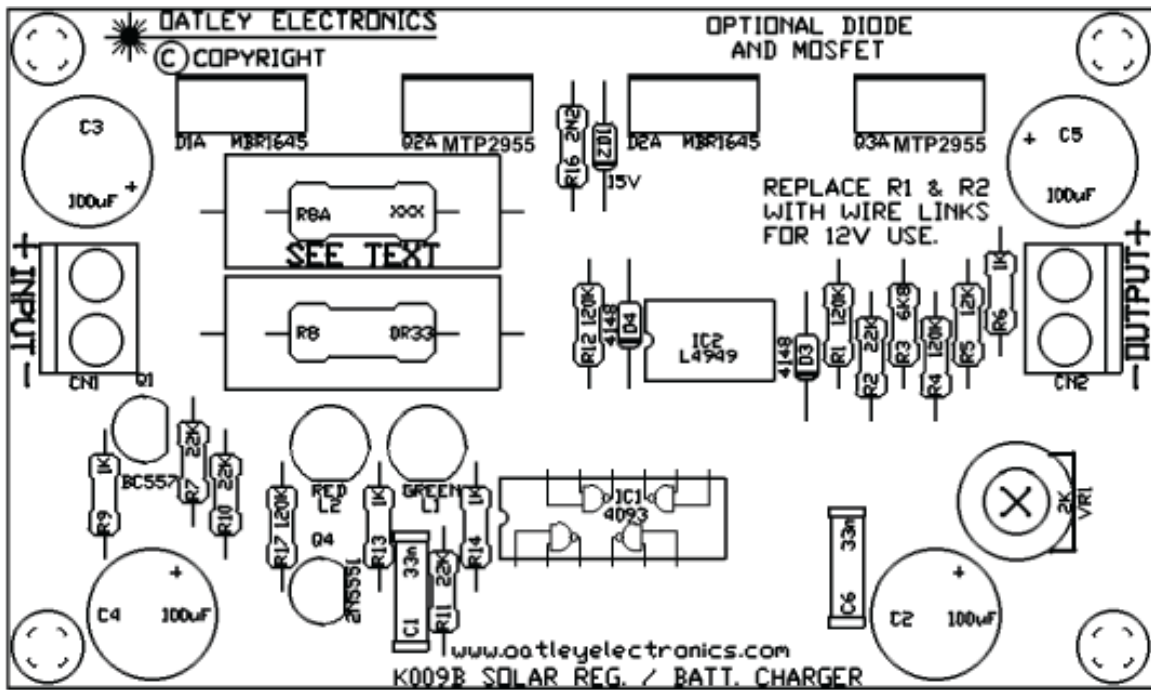 OATLEY ELECTRONICS
© COPYRIGHT
OPTIONAL DIODE
AND MOSFET
D1A MBR1645
Q2A MTP2955
R16 2N2
ZD1
15V
D2A MBR1645
Q3A MTP2955
C3
+
100uF
C5
+
100uF
R8A XXX
SEE TEXT
R8 0R33
REPLACE R1 & R2
WITH WIRE LINKS
FOR 12V USE.
+
INPUT
-
CN1
+
OUTPUT
-
CN2
R12 120K
4148 D4
IC2
L4949
4148 D3
R1 120K
R2 22K
R3 6K8
R4 120K
R5 12K
R6 1K
Q1
BC557
R9 1K
R7 22K
R10 22K
RED
L2
GREEN
L1
R17 120K
Q4
2N5551
R13 1K
C1 33n
R11 22K
R14 1K
IC1
4093
2K
VR1
C6 33n
C4
+
100uF
C2
+
100uF
www.oatleyelectronics.com
K009B SOLAR REG. / BATT. CHARGER